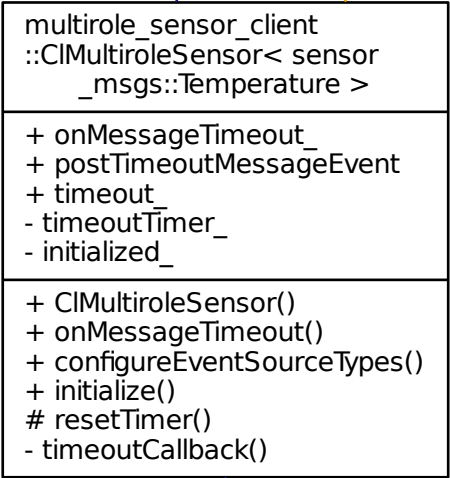 multirole_sensor_client
::ClMultiroleSensor< sensor
_msgs::Temperature >
+ onMessageTimeout_
+ postTimeoutMessageEvent
+ timeout_
- timeoutTimer_
- initialized_
+ ClMultiroleSensor()
+ onMessageTimeout()
+ configureEventSourceTypes()
+ initialize()
# resetTimer()
- timeoutCallback()